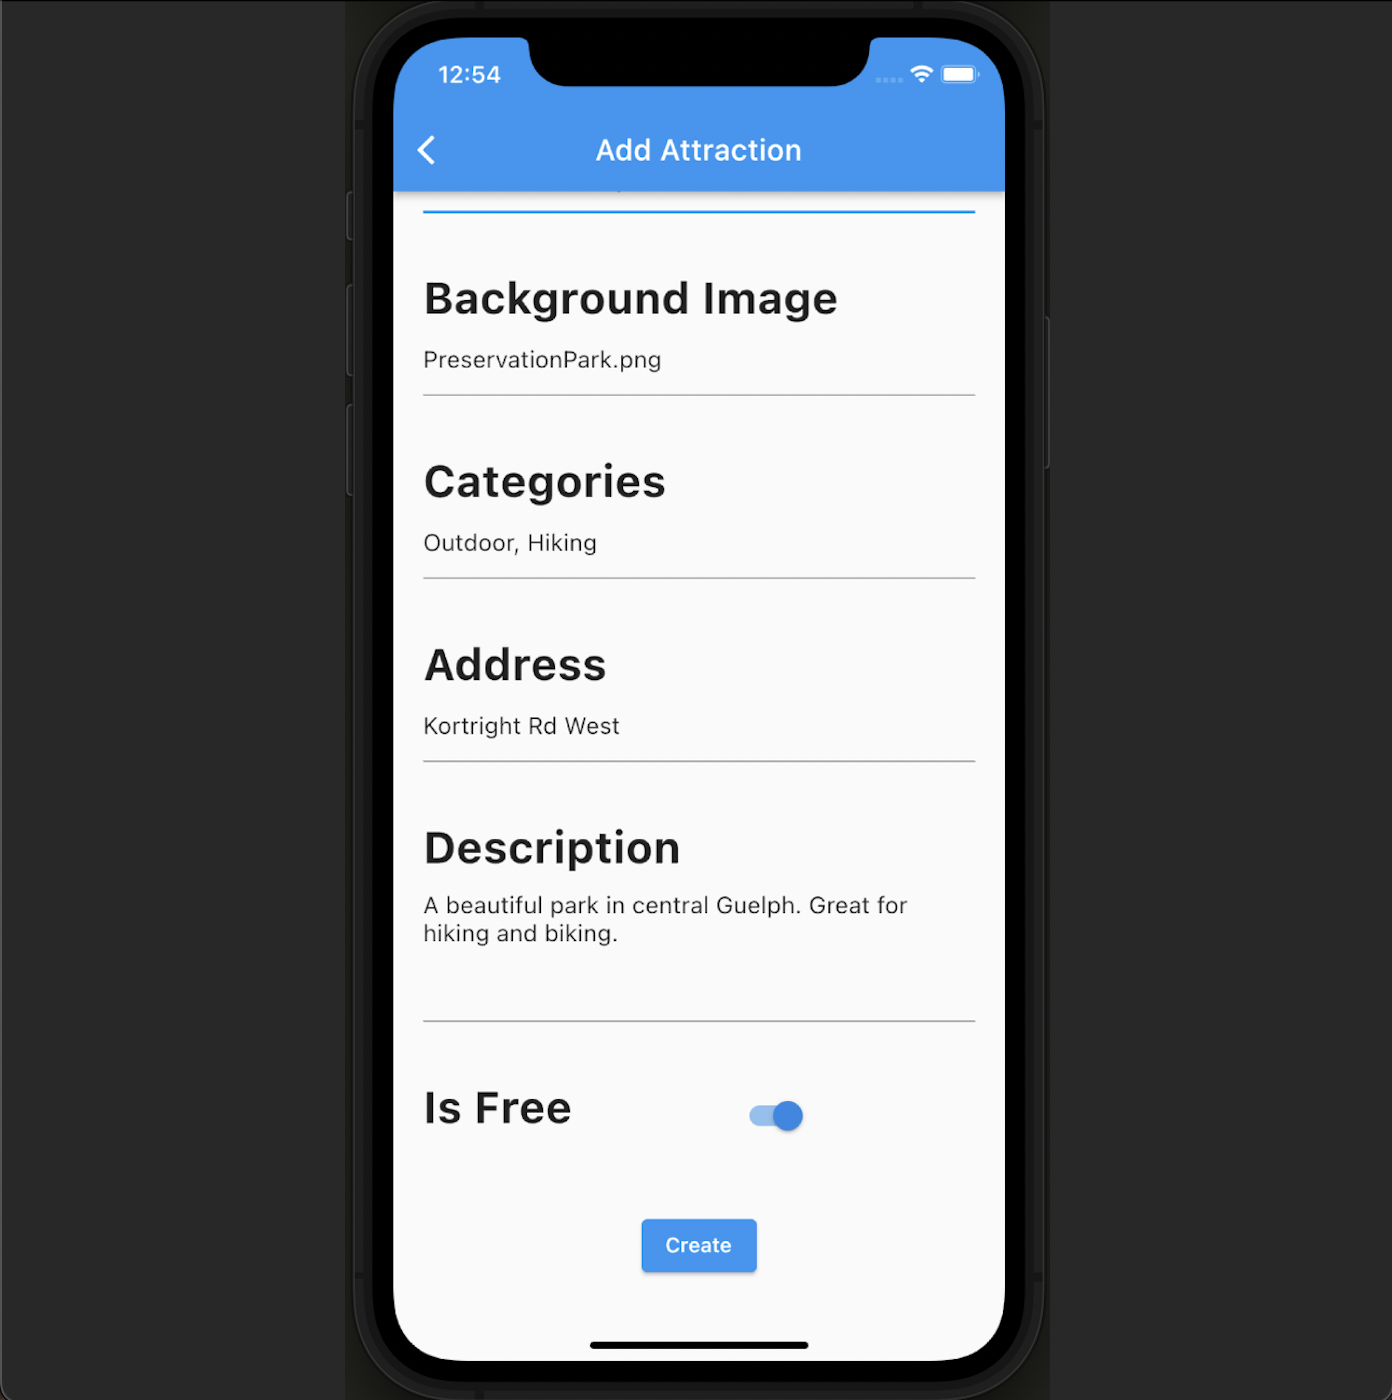 12:54
Add Attraction
Background Image
PreservationPark.png
Categories
Outdoor, Hiking
Address
Kortright Rd West
Description
A beautiful park in central Guelph. Great for
hiking and biking.
Is Free
Create